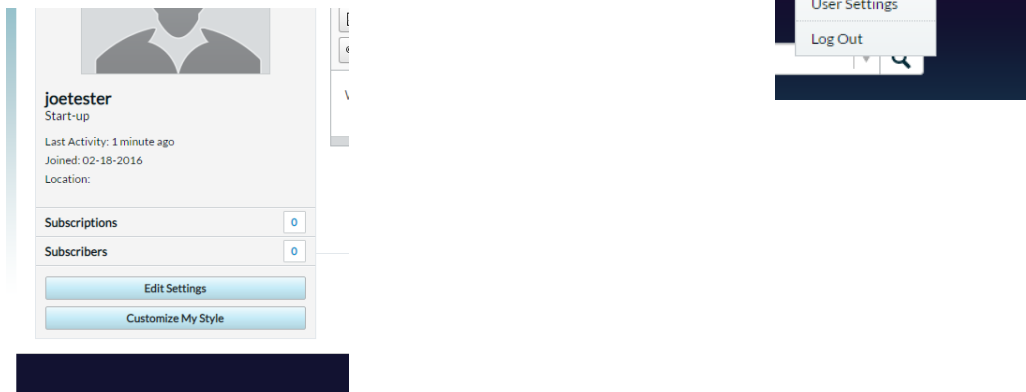 User Settings
Log Out
joetester
Start-up
Last Activity: 1 minute ago
Joined: 02-18-2016
Location:
Subscriptions 0
Subscribers 0
Edit Settings
Customize My Style